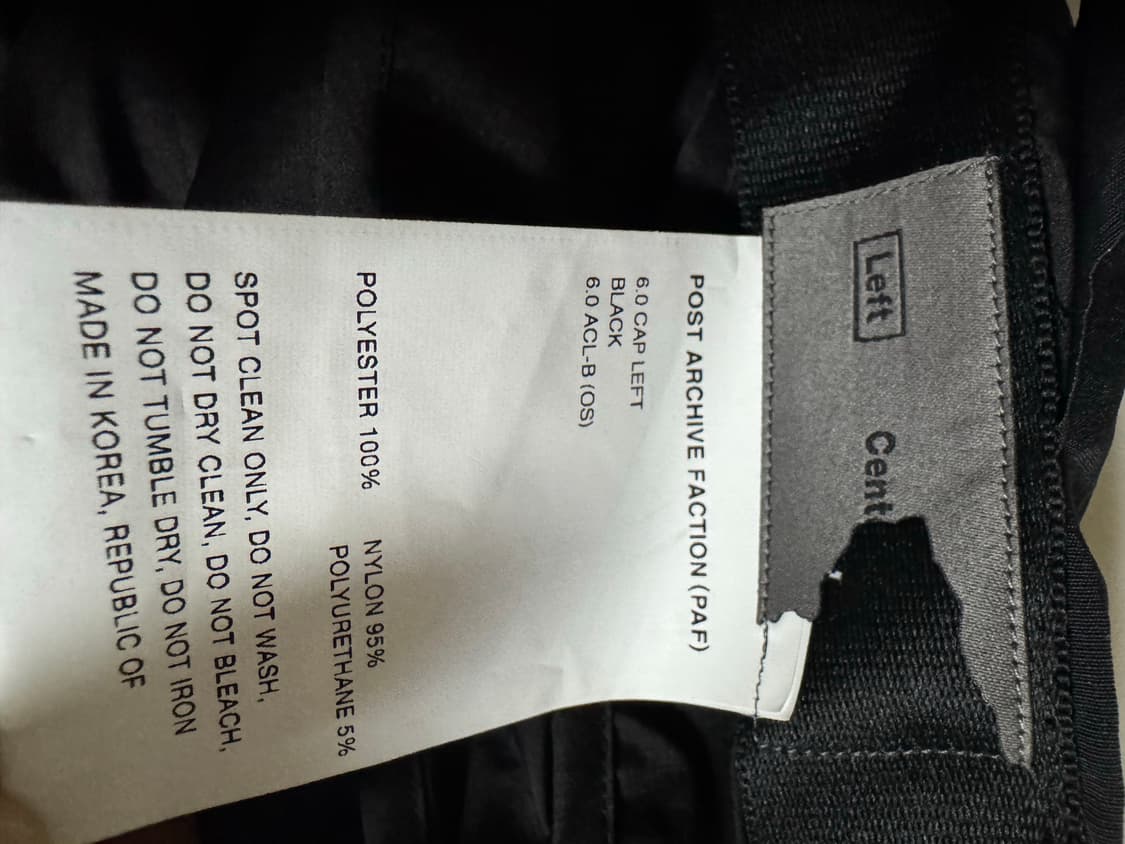 Left Cent
POST ARCHIVE FACTION (PAF)
6.0 CAP LEFT
BLACK
6.0 ACL-B (OS)
POLYESTER 100% NYLON 95%
POLYURETHANE 5%
SPOT CLEAN ONLY, DO NOT WASH,
DO NOT DRY CLEAN, DO NOT BLEACH,
DO NOT TUMBLE DRY, DO NOT IRON
MADE IN KOREA, REPUBLIC OF